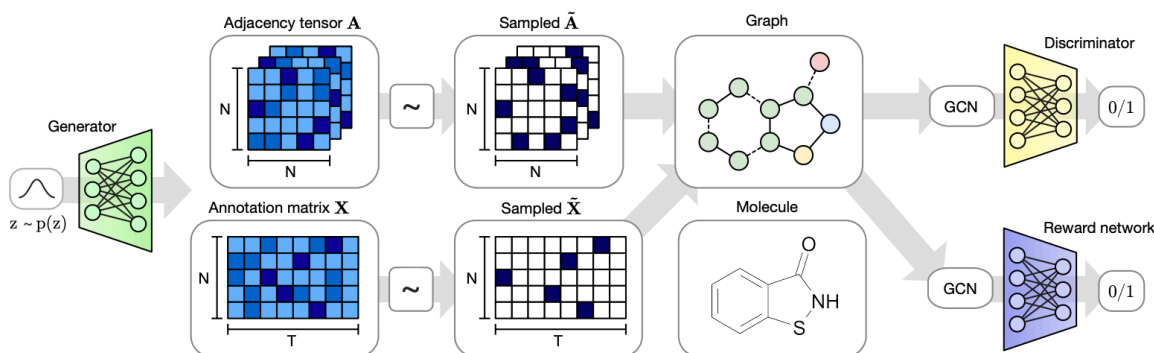 Adjacency tensor A
Sampled Ã
Graph
Discriminator
N
N
~
N
N
GCN
0/1
Generator
z ~ p(z)
Annotation matrix X
Sampled X̃
Molecule
Reward network
N
T
~
N
T
O
NH
S
GCN
0/1